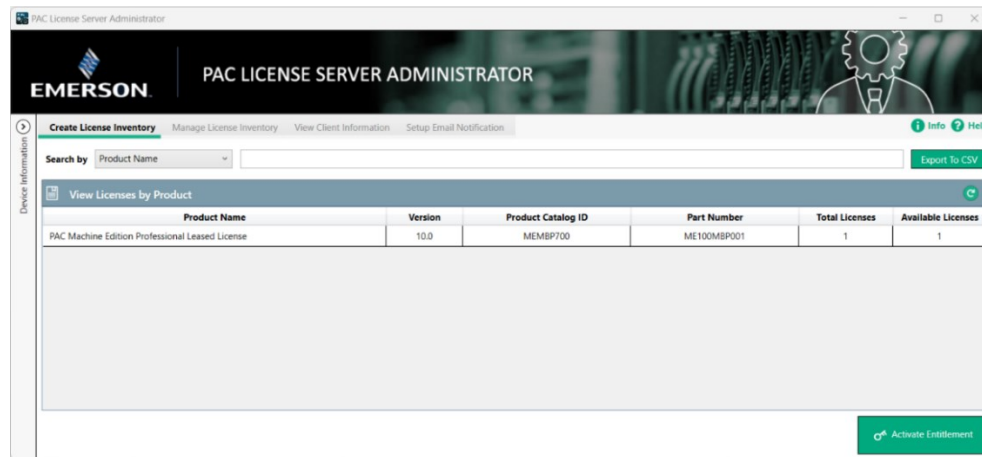 PAC License Server Administrator
EMERSON
PAC LICENSE SERVER ADMINISTRATOR
Create License Inventory Manage License Inventory View Client Information Setup Email Notification Info Hel
Device Information
Search by Product Name Export To CSV
View Licenses by Product
Product Name Version Product Catalog ID Part Number Total Licenses Available Licenses
PAC Machine Edition Professional Leased License 10.0 MEMBP700 ME100MBP001 1 1
Activate Entitlement